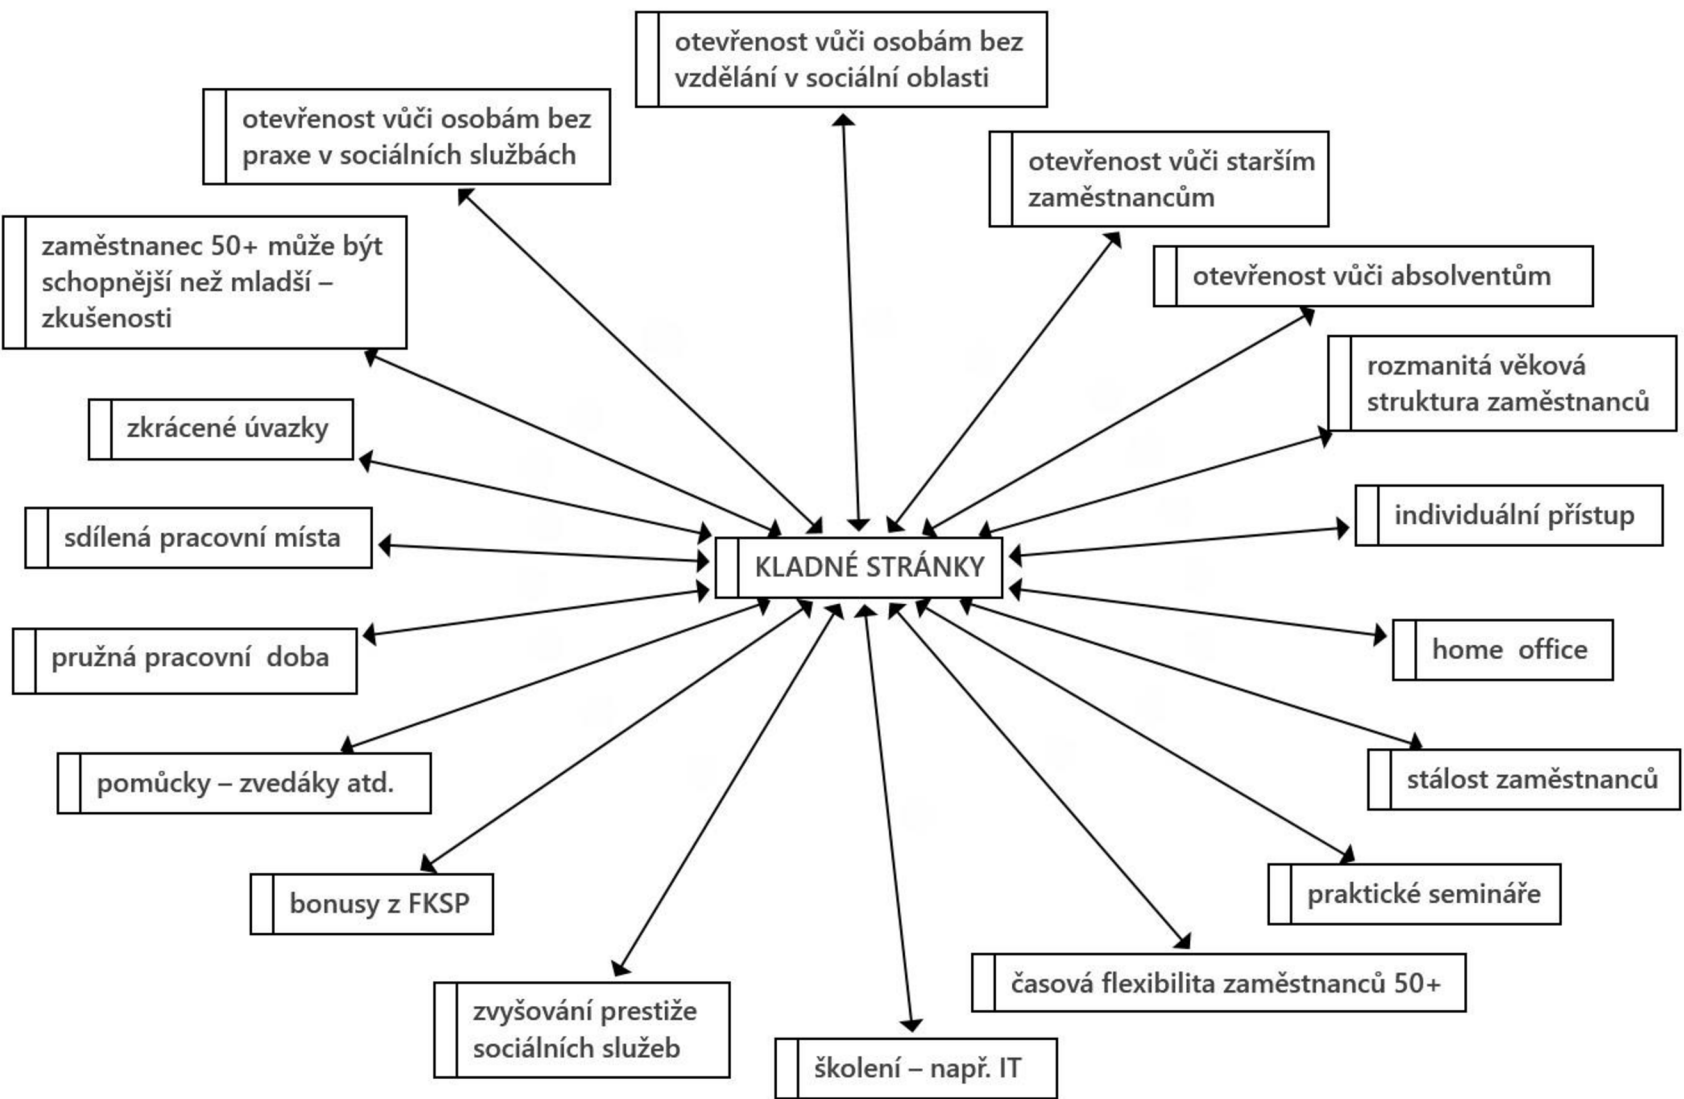 otevřenost vůči osobám bez
vzdělání v sociální oblasti
otevřenost vůči osobám bez
praxe v sociálních službách
otevřenost vůči starším
zaměstnancům
zaměstnanec 50+ může být
schopnější než mladší –
zkušenosti
otevřenost vůči absolventům
rozmanitá věková
struktura zaměstnanců
zkrácené úvazky
individuální přístup
sdílená pracovní místa
KLADNÉ STRÁNKY
pružná pracovní  doba
home  office
pomůcky – zvedáky atd.
stálost zaměstnanců
bonusy z FKSP
praktické semináře
časová flexibilita zaměstnanců 50+
zvyšování prestiže
sociálních služeb
školení – např. IT